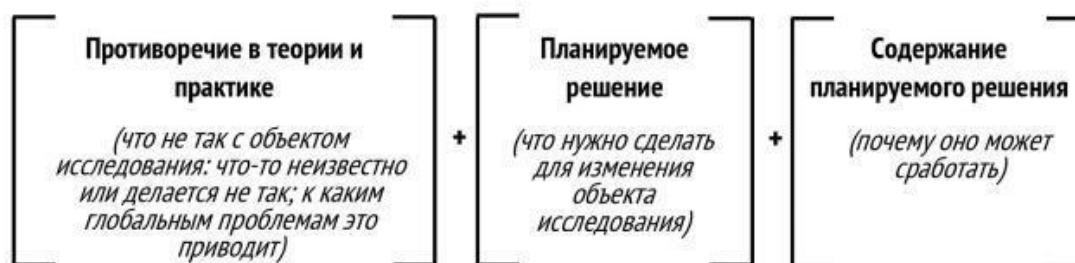 Противоречие в теории и
практике
(что не так с объектом
исследования: что-то неизвестно
или делается не так; к каким
глобальным проблемам это
приводит)
+
Планируемое
решение
(что нужно сделать
для изменения
объекта
исследования)
+
Содержание
планируемого решения
(почему оно может
сработать)